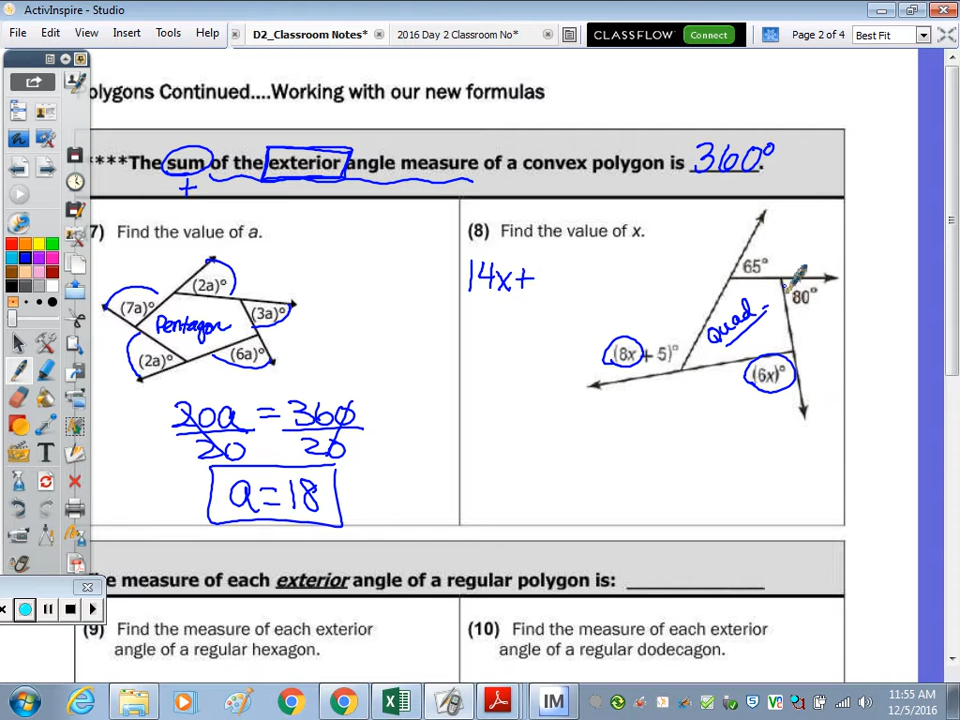 ActivInspire - Studio
File Edit View Insert Tools Help
D2_Classroom Notes*
2016 Day 2 Classroom No*
CLASSFLOW Connect
Page 2 of 4
Best Fit
olygons Continued....Working with our new formulas
****The sum of the exterior angle measure of a convex polygon is 360°.
+
7) Find the value of a.
(2a)°
(7a)°
(3a)°
Pentagon
(2a)°
(6a)°
20a = 360
20 20
a = 18
(8) Find the value of x.
14x+
65°
80°
quad
(8x + 5)°
(6x)°
e measure of each exterior angle of a regular polygon is: ____________
(9) Find the measure of each exterior
angle of a regular hexagon.
(10) Find the measure of each exterior
angle of a regular dodecagon.
IM
11:55 AM
12/5/2016